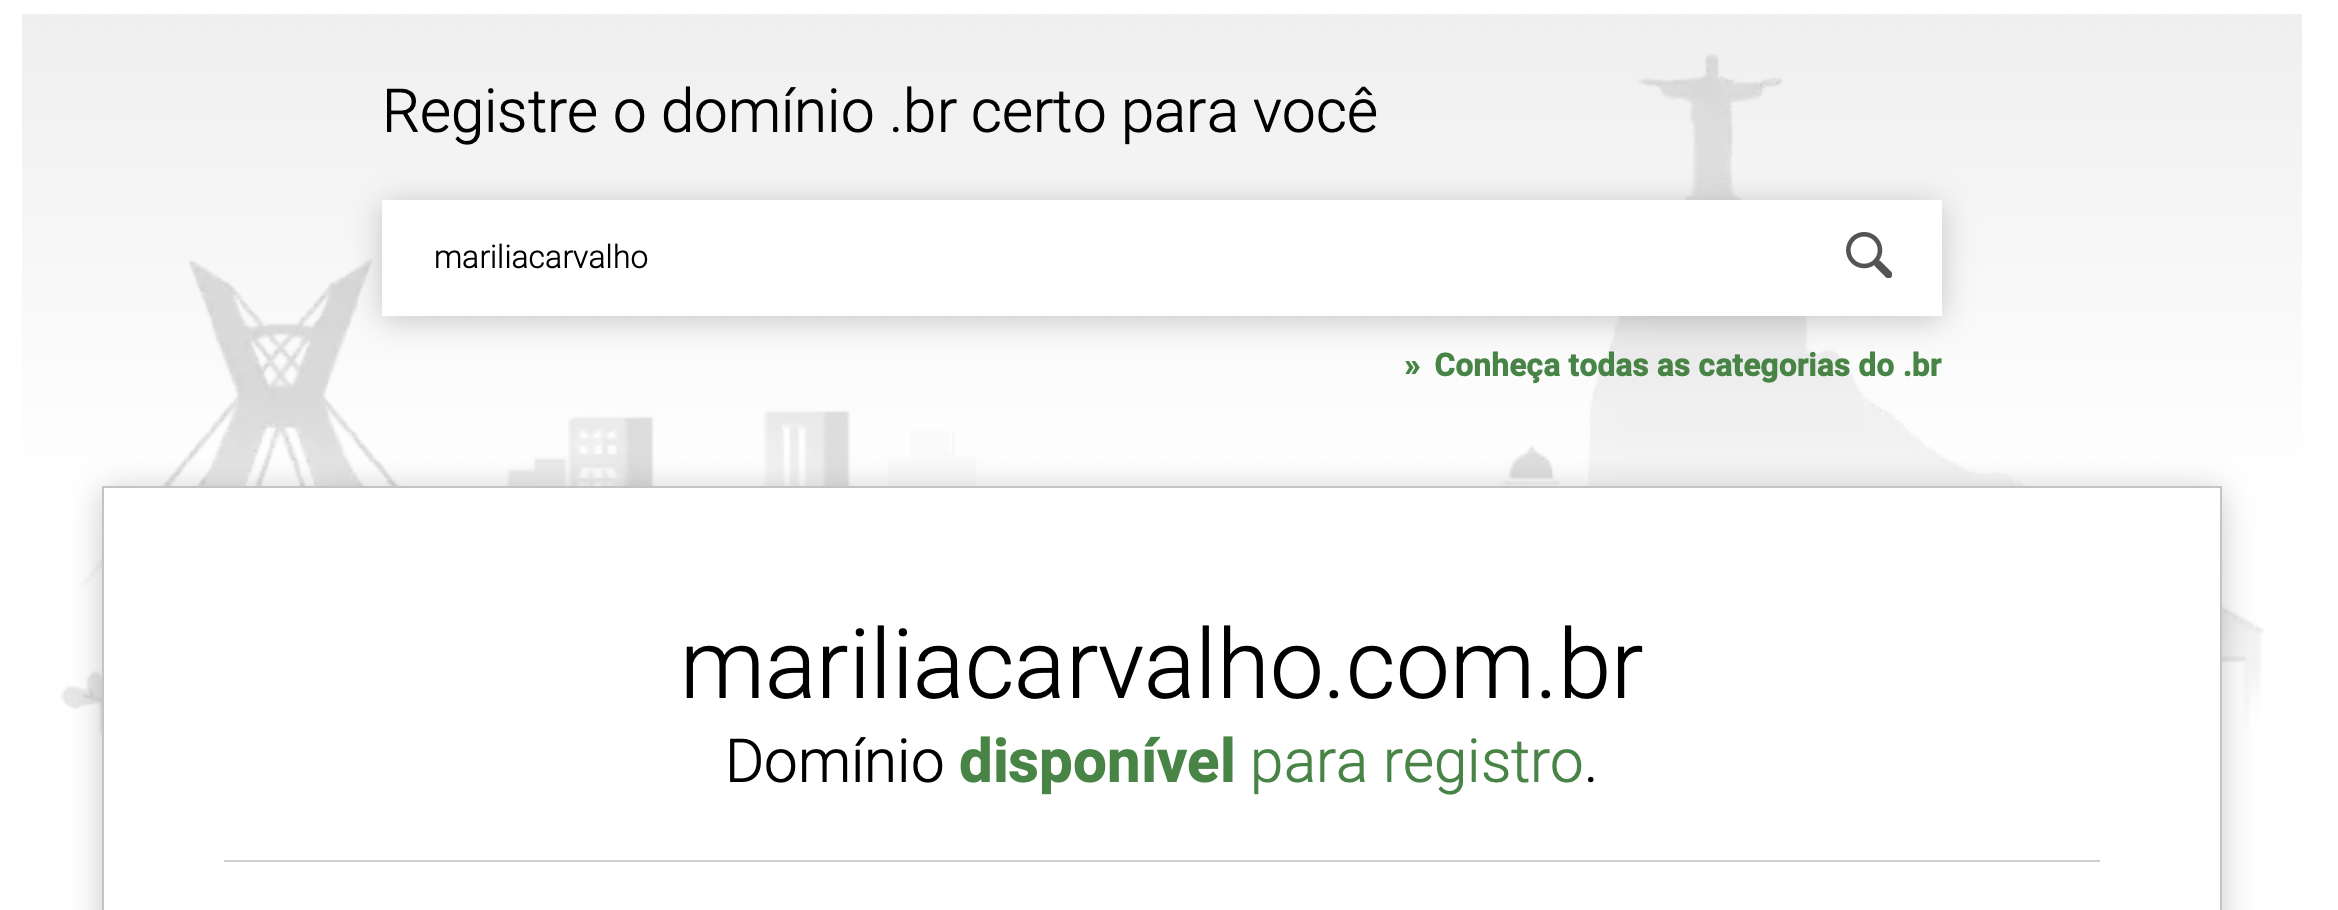 Registre o domínio .br certo para você
mariliacarvalho
» Conheça todas as categorias do .br
mariliacarvalho.com.br
Domínio disponível para registro.